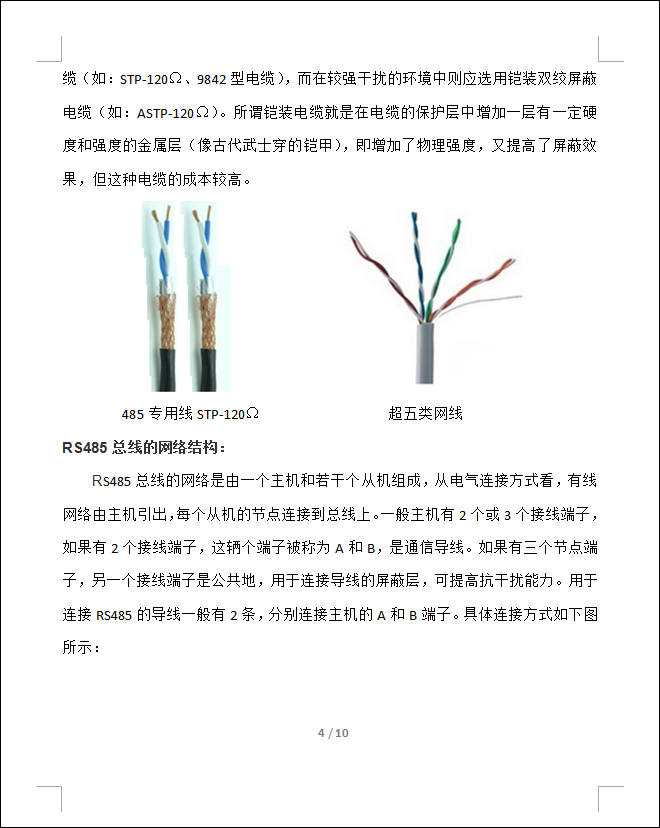 缆（如：STP-120Ω、9842 型电缆），而在较强干扰的环境中则应选用铠装双绞屏蔽
电缆（如：ASTP-120Ω）。所谓铠装电缆就是在电缆的保护层中增加一层有一定硬
度和强度的金属层（像古代武士穿的铠甲），即增加了物理强度，又提高了屏蔽效
果，但这种电缆的成本较高。
485 专用线 STP-120Ω 超五类网线
RS485 总线的网络结构：
RS485 总线的网络是由一个主机和若干个从机组成，从电气连接方式看，有线
网络由主机引出，每个从机的节点连接到总线上。一般主机有 2 个或 3 个接线端子，
如果有 2 个接线端子，这辆个端子被称为 A 和 B，是通信导线。如果有三个节点端
子，另一个接线端子是公共地，用于连接导线的屏蔽层，可提高抗干扰能力。用于
连接 RS485 的导线一般有 2 条，分别连接主机的 A 和 B 端子。具体连接方式如下图
所示：
4 / 10